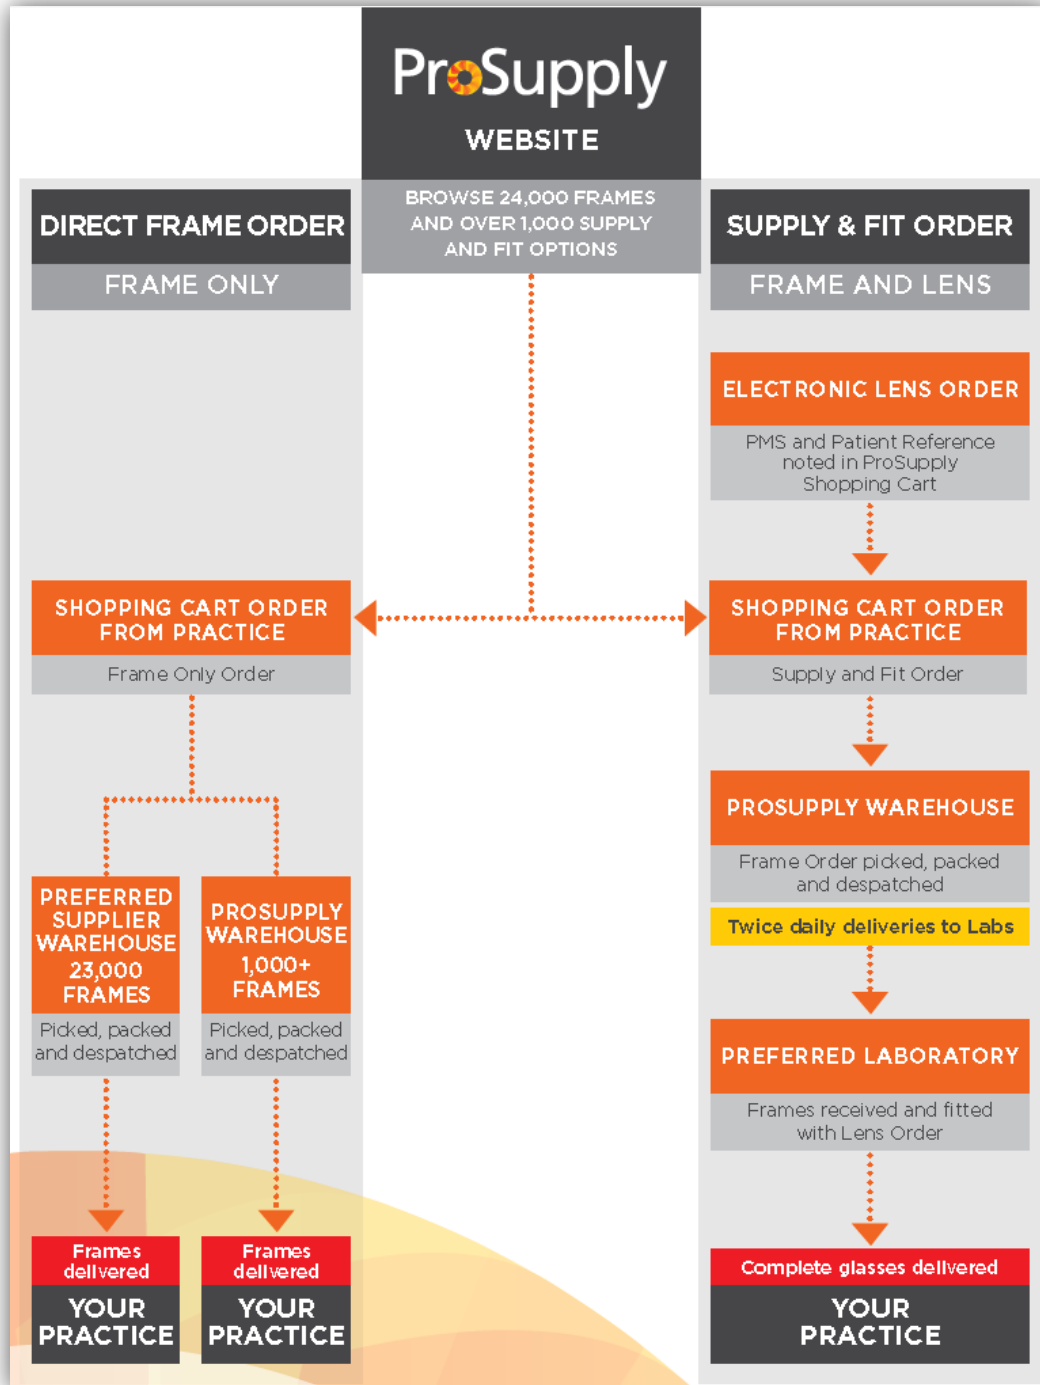 ProSupply
WEBSITE
BROWSE 24,000 FRAMES
AND OVER 1,000 SUPPLY
AND FIT OPTIONS
DIRECT FRAME ORDER
FRAME ONLY
SHOPPING CART ORDER
FROM PRACTICE
Frame Only Order
PREFERRED
SUPPLIER
WAREHOUSE
23,000
FRAMES
Picked, packed
and despatched
Frames
delivered
YOUR
PRACTICE
PROSUPPLY
WAREHOUSE
1,000+
FRAMES
Picked, packed
and despatched
Frames
delivered
YOUR
PRACTICE
SUPPLY & FIT ORDER
FRAME AND LENS
ELECTRONIC LENS ORDER
PMS and Patient Reference
noted in ProSupply
Shopping Cart
SHOPPING CART ORDER
FROM PRACTICE
Supply and Fit Order
PROSUPPLY WAREHOUSE
Frame Order picked, packed
and despatched
Twice daily deliveries to Labs
PREFERRED LABORATORY
Frames received and fitted
with Lens Order
Complete glasses delivered
YOUR
PRACTICE